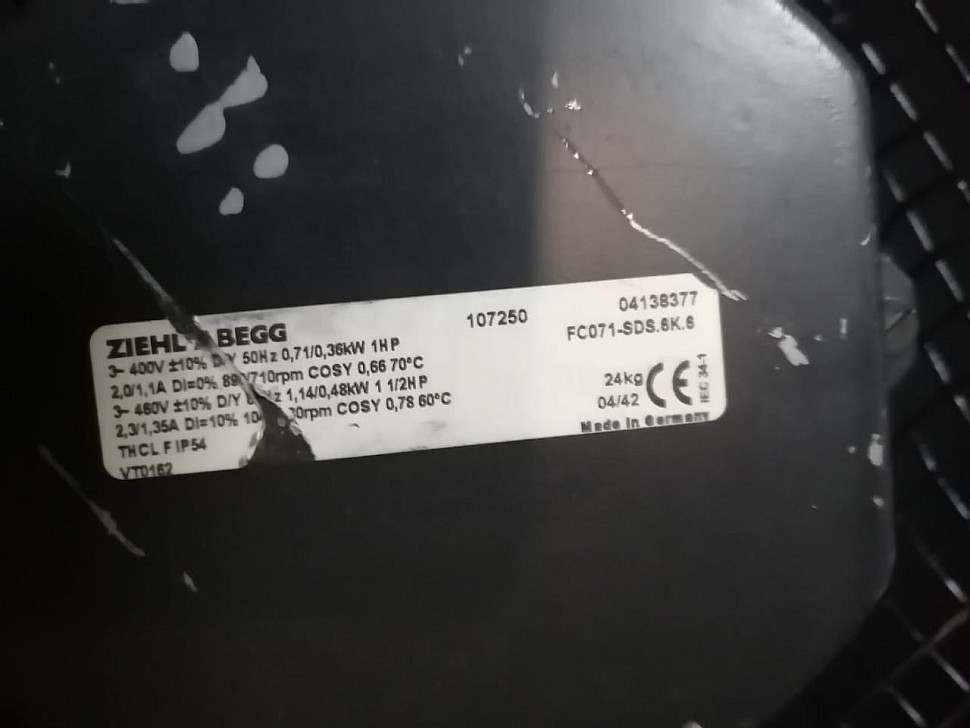 ZIEHL BEGG 107250 04138377
FC071-SDS.6K.6
3~ 400V ±10% D/Y 50Hz 0,71/0,36kW 1HP
2,0/1,1A DI=0% 710rpm COSY 0,66 70°C
3~ 460V ±10% D/Y 1,14/0,48kW 1 1/2HP
2,3/1,35A DI=10% COSY 0,78 60°C
THCL F IP54
VT0162
24kg CE
04/42
IEC 34-1
Made in Germany